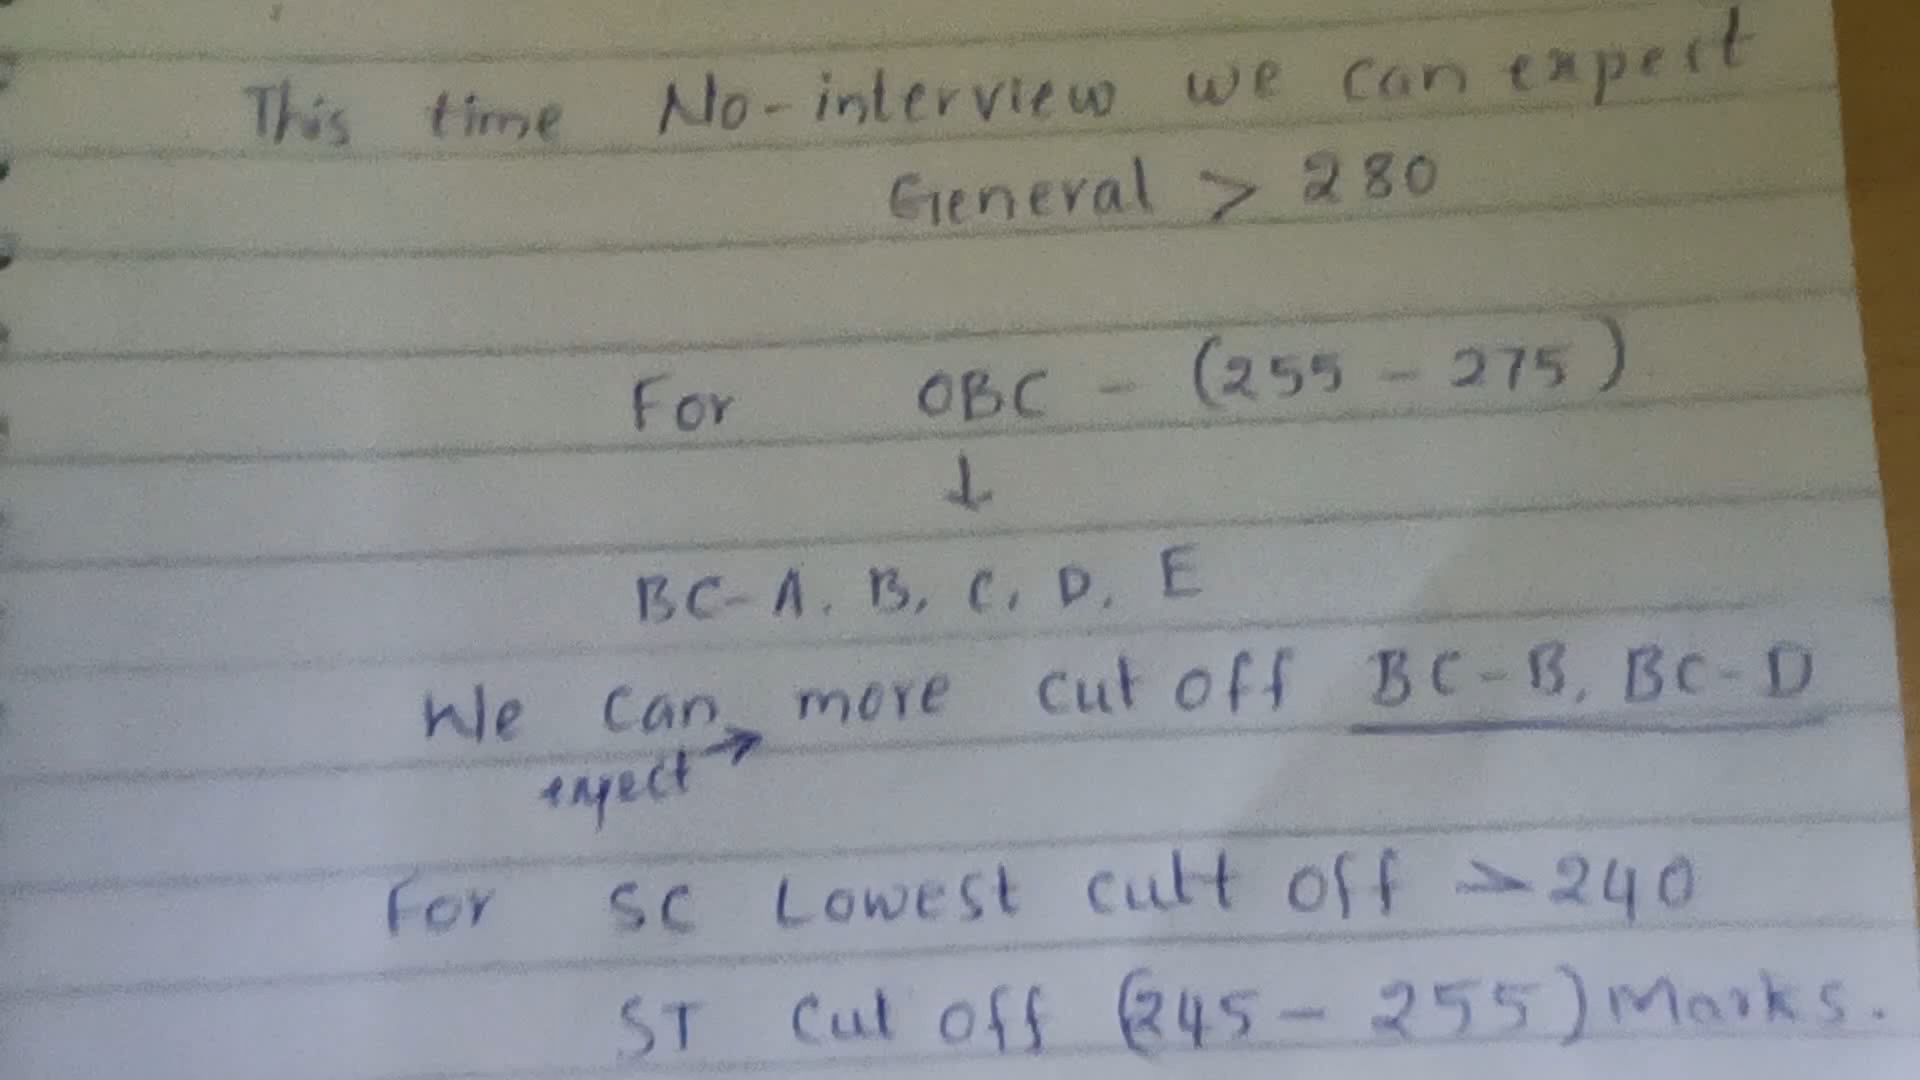 This time No-interview we can expect
General > 280
For OBC - (255 - 275)
↓
BC-A, B, C, D, E
We can more cut off BC-B, BC-D
expect →
For SC Lowest cutt off > 240
ST cut off (245 - 255) Marks.